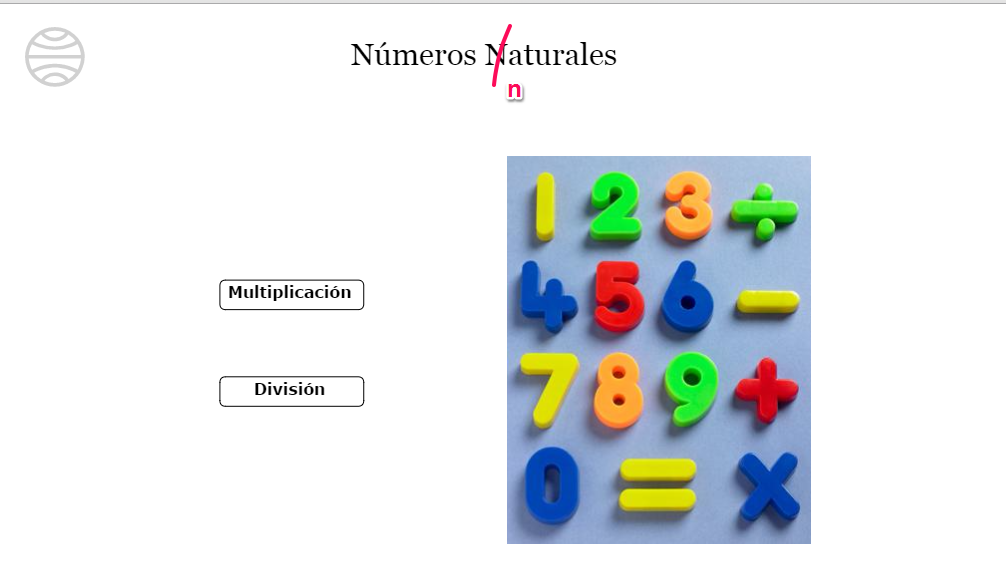 Números Naturales
n
1 2 3 ÷
Multiplicación
4 5 6 -
División
7 8 9 +
0 = x